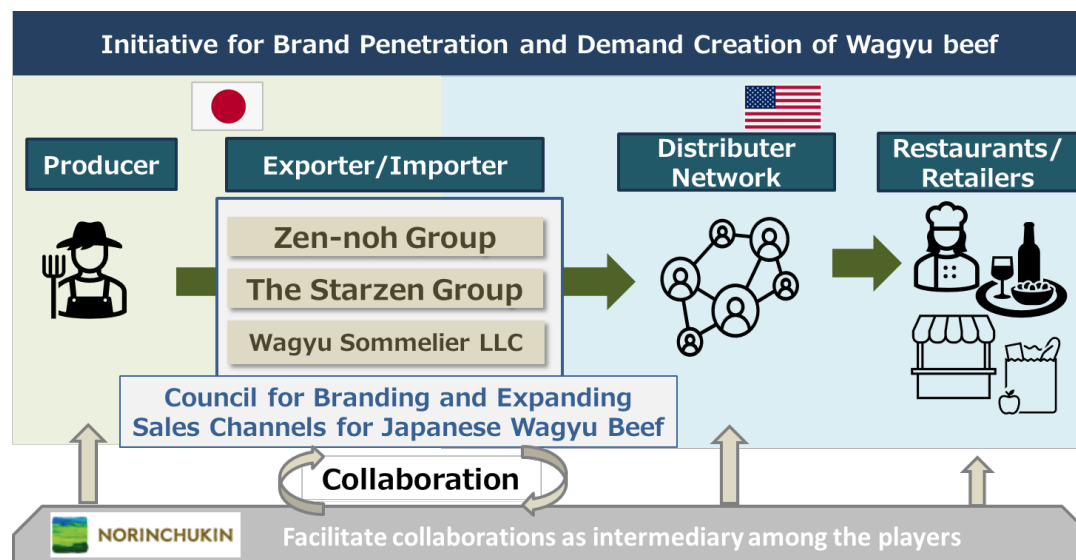 Initiative for Brand Penetration and Demand Creation of Wagyu beef
Producer
Exporter/Importer
Distributer
Network
Restaurants/
Retailers
Zen-noh Group
The Starzen Group
Wagyu Sommelier LLC
Council for Branding and Expanding
Sales Channels for Japanese Wagyu Beef
Collaboration
NORINCHUKIN
Facilitate collaborations as intermediary among the players